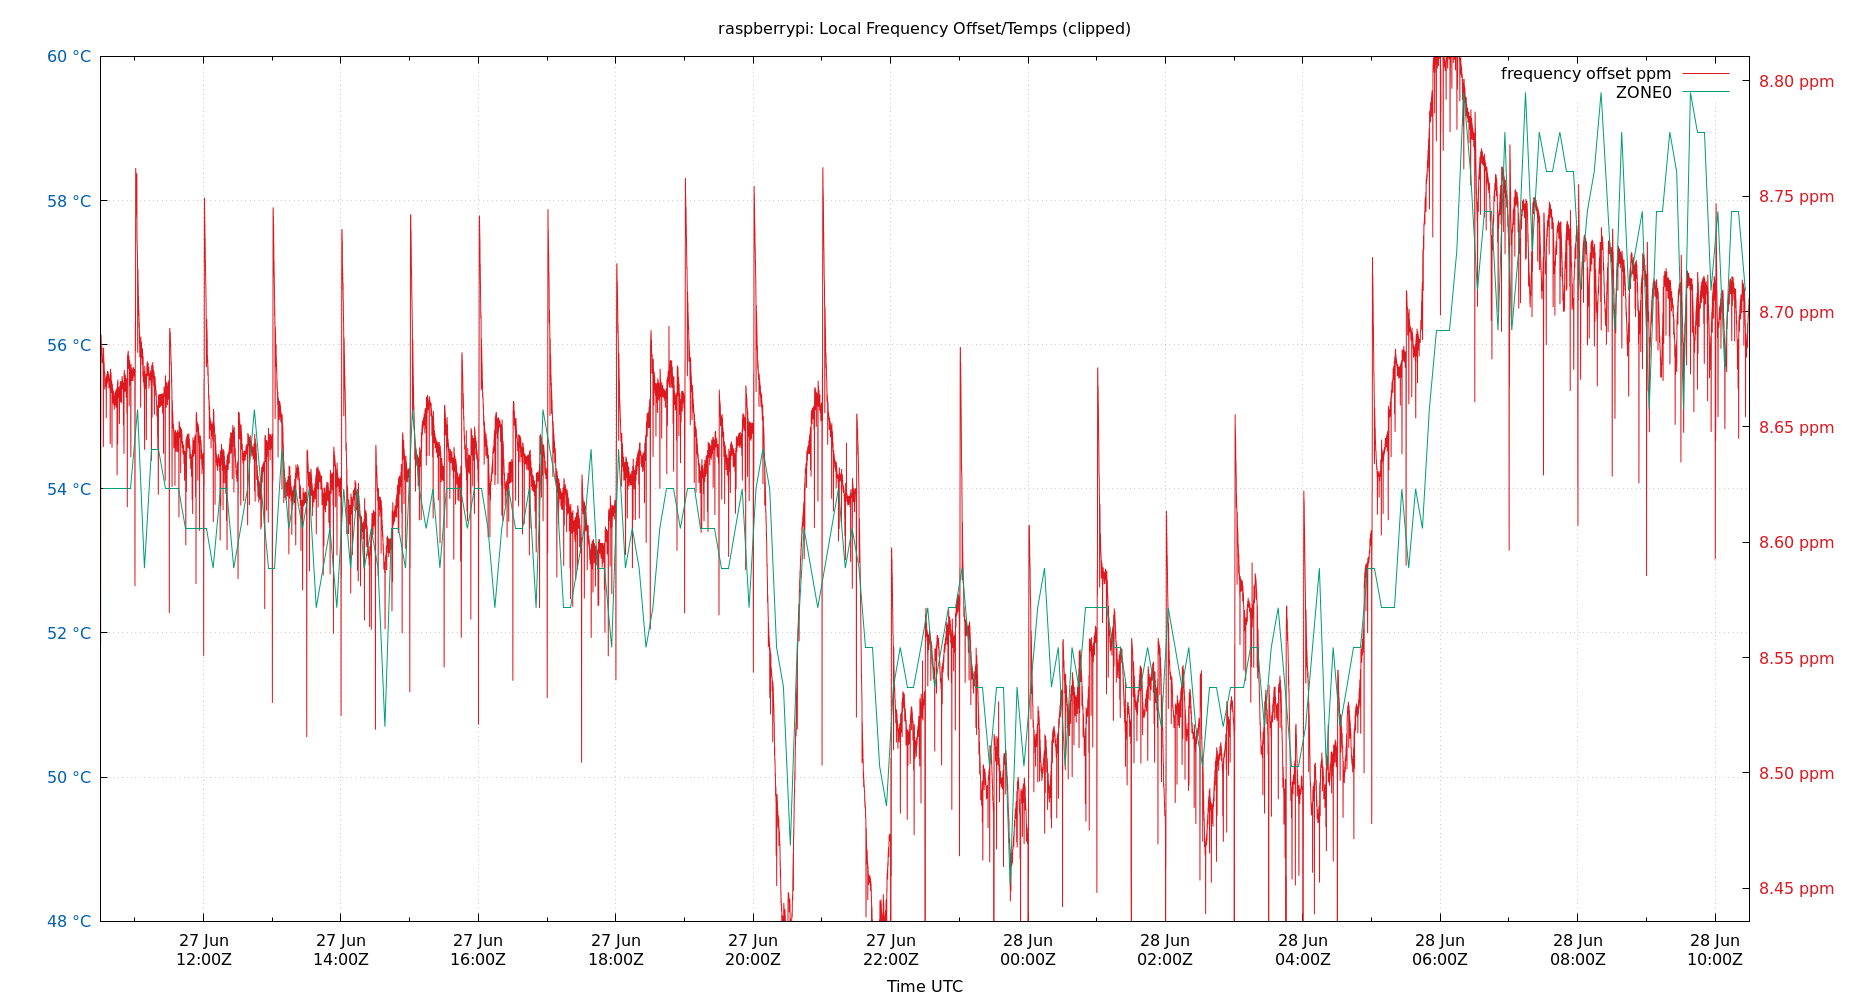 raspberrypi: Local Frequency Offset/Temps (clipped)
60 °C
58 °C
56 °C
54 °C
52 °C
50 °C
48 °C
frequency offset ppm
ZONE0
8.80 ppm
8.75 ppm
8.70 ppm
8.65 ppm
8.60 ppm
8.55 ppm
8.50 ppm
8.45 ppm
27 Jun 27 Jun 27 Jun 27 Jun 27 Jun 27 Jun 28 Jun 28 Jun 28 Jun 28 Jun 28 Jun 28 Jun
12:00Z 14:00Z 16:00Z 18:00Z 20:00Z 22:00Z 00:00Z 02:00Z 04:00Z 06:00Z 08:00Z 10:00Z
Time UTC